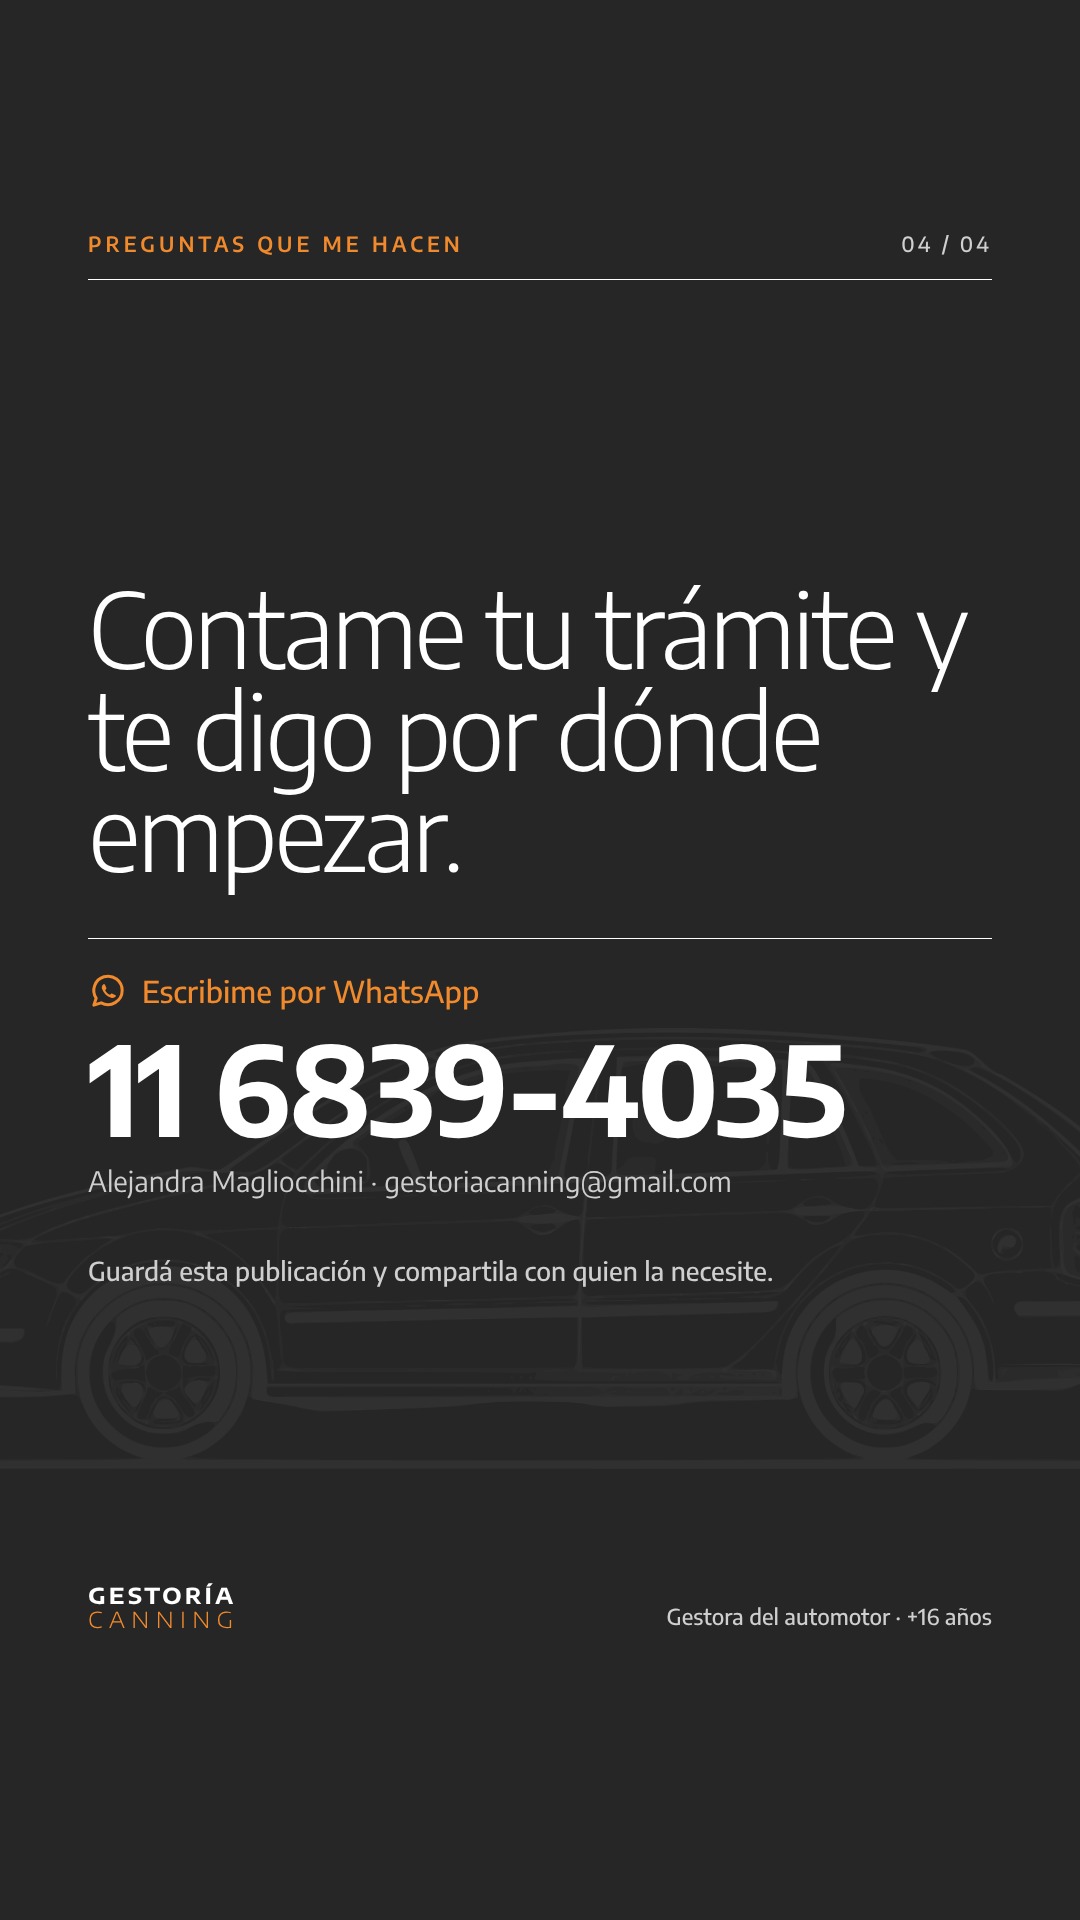 PREGUNTAS QUE ME HACEN
04 / 04
Contame tu trámite y
te digo por dónde
empezar.
Escribime por WhatsApp
11 6839-4035
Alejandra Magliocchini · gestoriacanning@gmail.com
Guardá esta publicación y compartila con quien la necesite.
GESTORÍA
CANNING
Gestora del automotor · +16 años